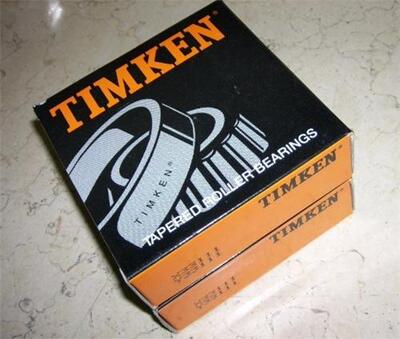 TIMKEN
TIMKEN®
TAPERED ROLLER BEARINGS
TIMKEN
TIMKEN